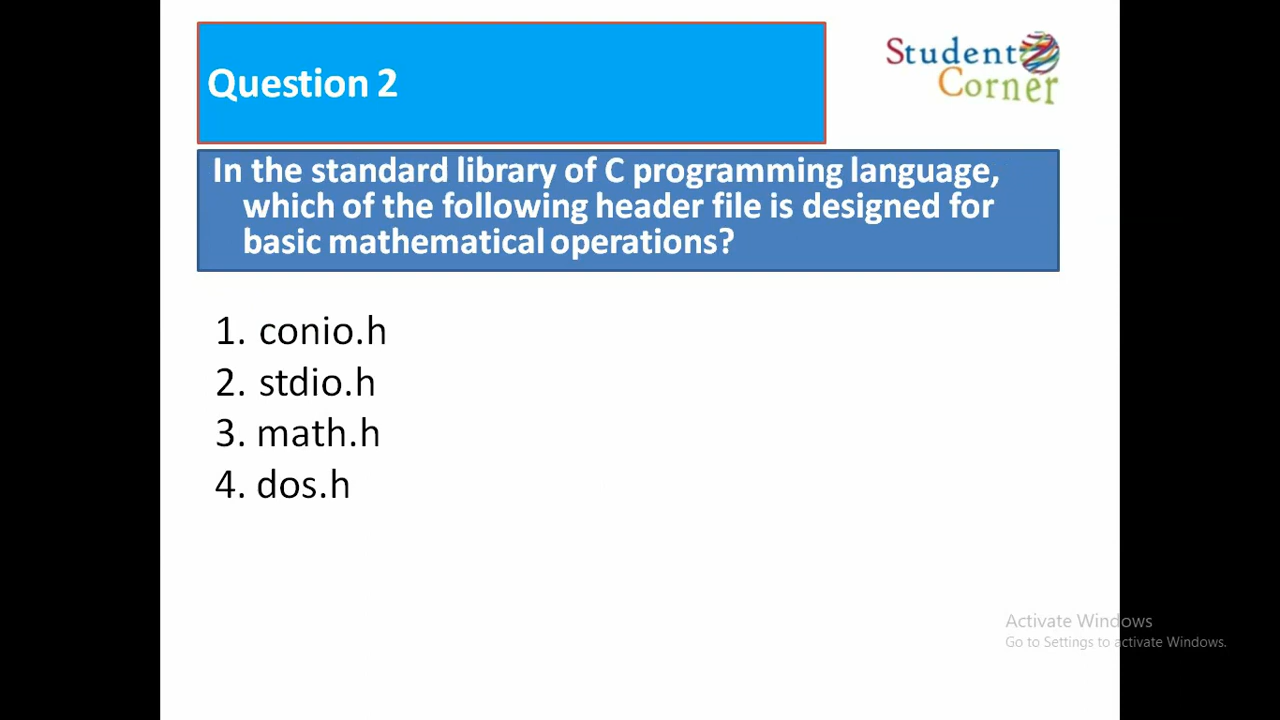 Question 2
Student
Corner
In the standard library of C programming language,
which of the following header file is designed for
basic mathematical operations?
1. conio.h
2. stdio.h
3. math.h
4. dos.h
Activate Windows
Go to Settings to activate Windows.